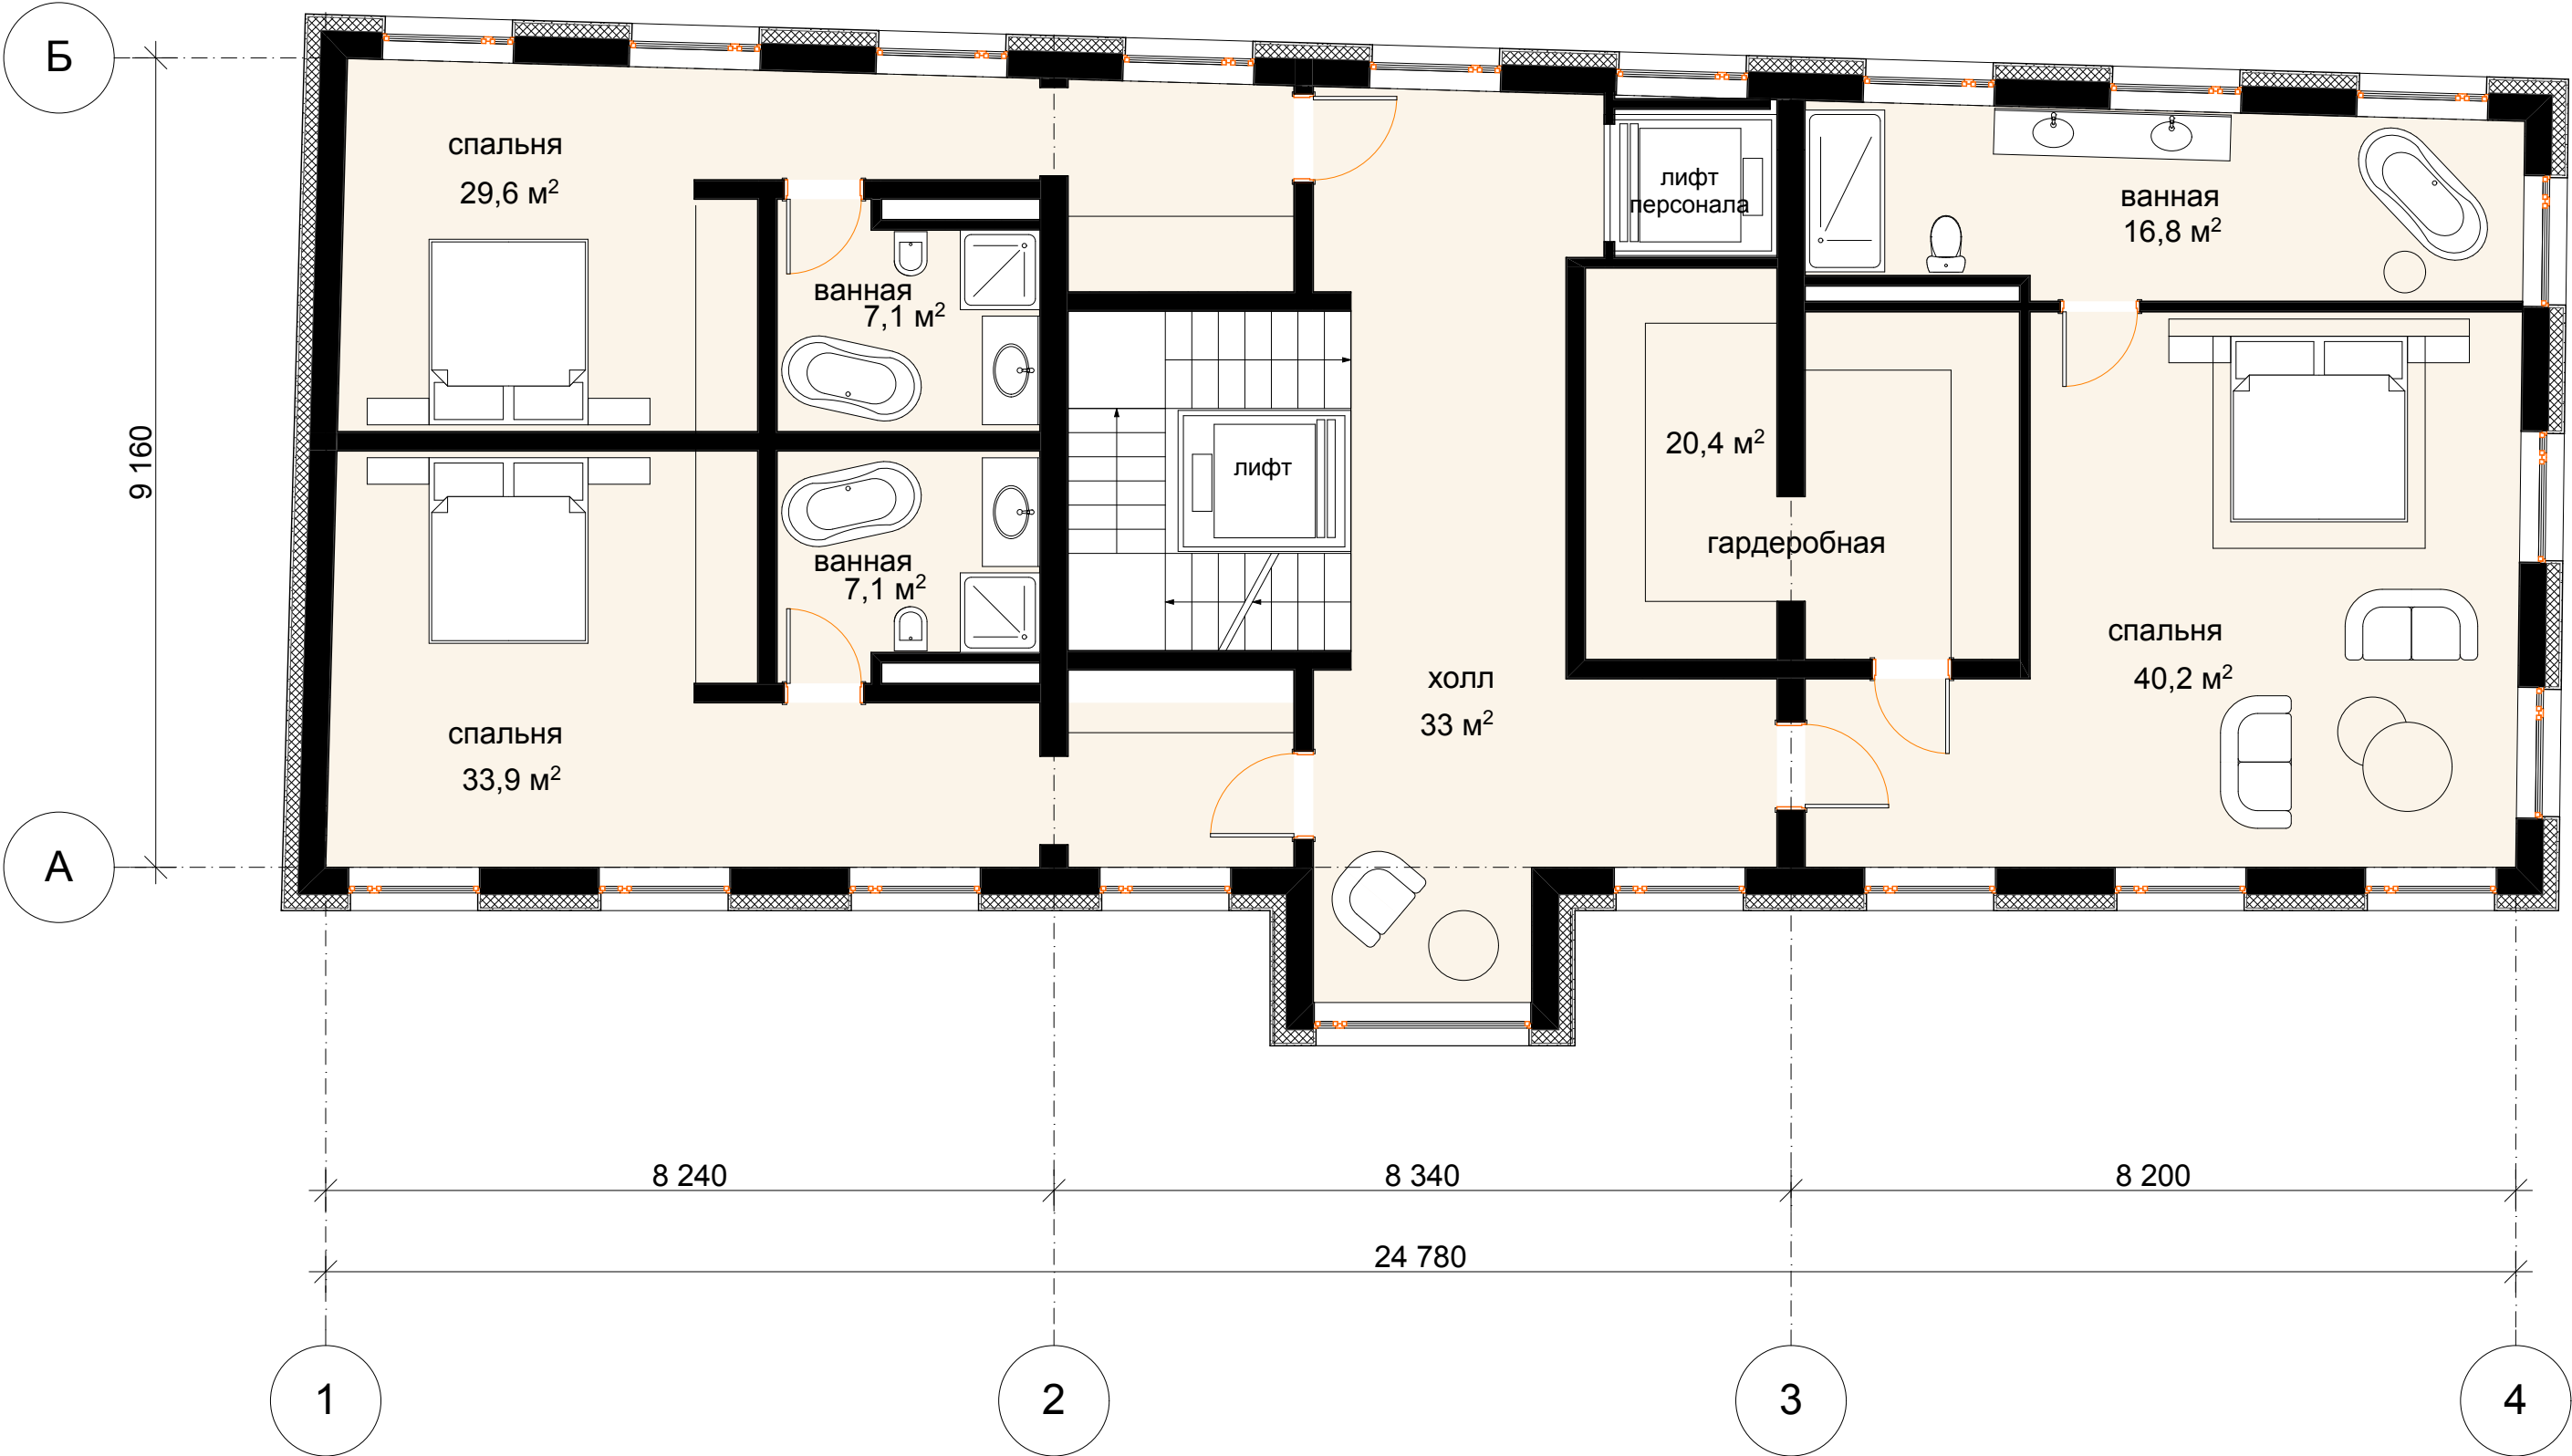 Б
спальня
29,6 м²
лифт
персонала
ванная
16,8 м²
ванная
7,1 м²
9 160
20,4 м²
лифт
гардеробная
ванная
7,1 м²
спальня
40,2 м²
холл
33 м²
спальня
33,9 м²
А
8 240
8 340
8 200
24 780
1
2
3
4